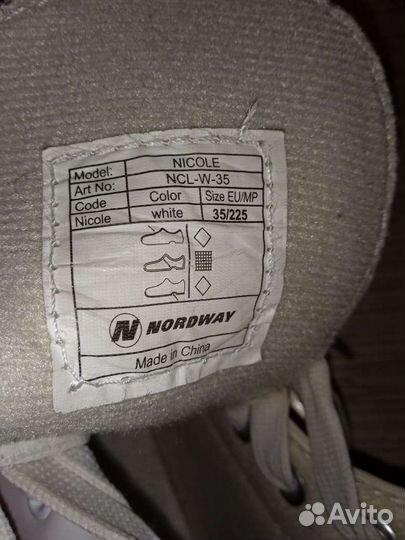 Model: NICOLE
Art No: NCL-W-35
Code Color Size EU/MP
Nicole white 35/225
N NORDWAY
Made in China
Avito